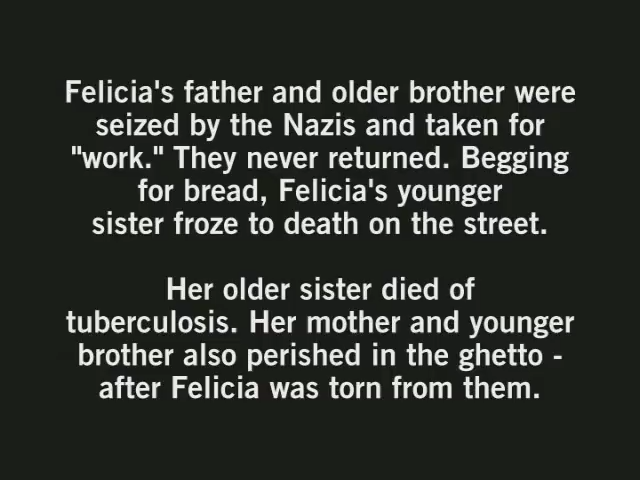 Felicia's father and older brother were
seized by the Nazis and taken for
"work." They never returned. Begging
for bread, Felicia's younger
sister froze to death on the street.
Her older sister died of
tuberculosis. Her mother and younger
brother also perished in the ghetto -
after Felicia was torn from them.